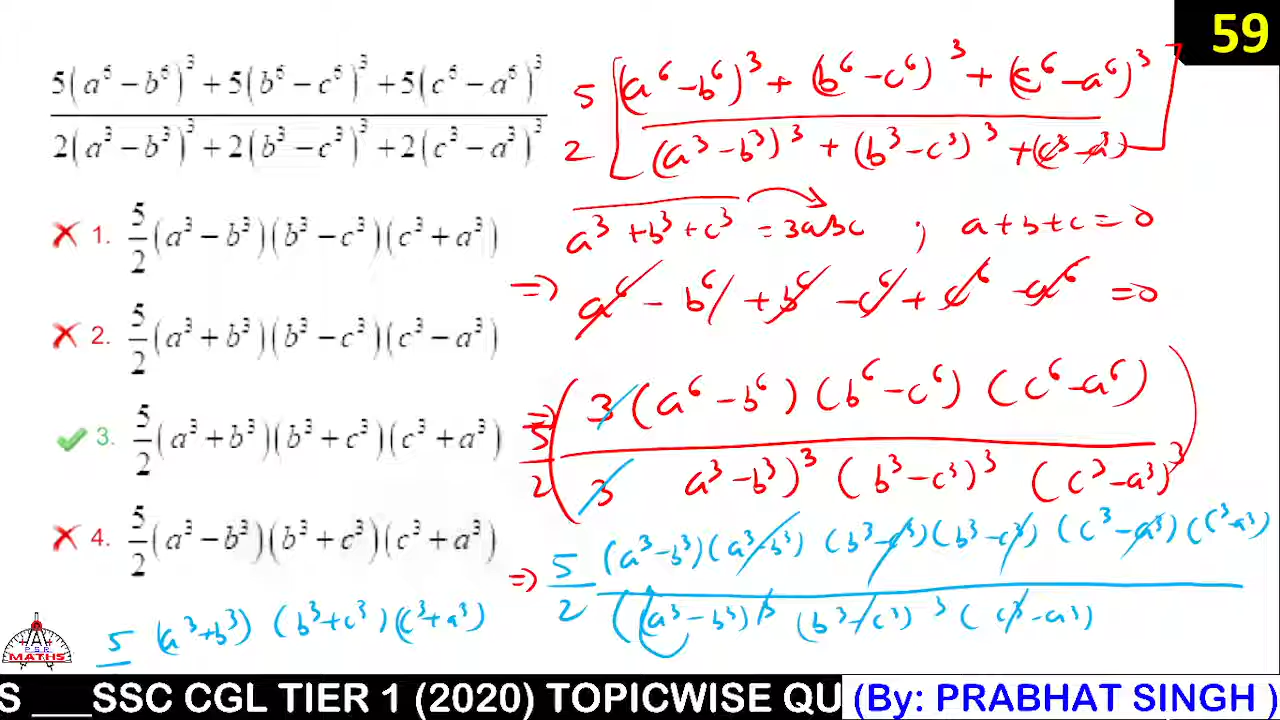 59
5(a⁶ − b⁶)³ + 5(b⁶ − c⁶)³ + 5(c⁶ − a⁶)³
2(a³ − b³)³ + 2(b³ − c³)³ + 2(c³ − a³)³
1. 5/2 (a³ − b³)(b³ − c³)(c³ + a³)
2. 5/2 (a³ + b³)(b³ − c³)(c³ − a³)
3. 5/2 (a³ + b³)(b³ + c³)(c³ + a³)
4. 5/2 (a³ − b³)(b³ + c³)(c³ + a³)
5 (a³+b³) (b³+c³)(c³+a³)
5 [(a⁶ − b⁶)³ + (b⁶ − c⁶)³ + (c⁶ − a⁶)³]
2 (a³ − b³)³ + (b³ − c³)³ + (c³ − a³)
a³ + b³ + c³ = 3abc ; a + b + c = 0
⇒ a⁶ − b⁶ + b⁶ − c⁶ + c⁶ − a⁶ = 0
⇒ 5 (3 (a⁶ − b⁶) (b⁶ − c⁶) (c⁶ − a⁶)
2 3 a³ − b³)³ (b³ − c³)³ (c³ − a³)³)
⇒ 5 (a³ − b³)(a³ − b³) (b³ − c³)(b³ − c³) (c³ − a³)(c³ − a³)
2 ((a³ − b³)³ (b³ − c³)³ (c³ − a³)
P S R
MATHS
S ___SSC CGL TIER 1 (2020) TOPICWISE QU (By: PRABHAT SINGH )